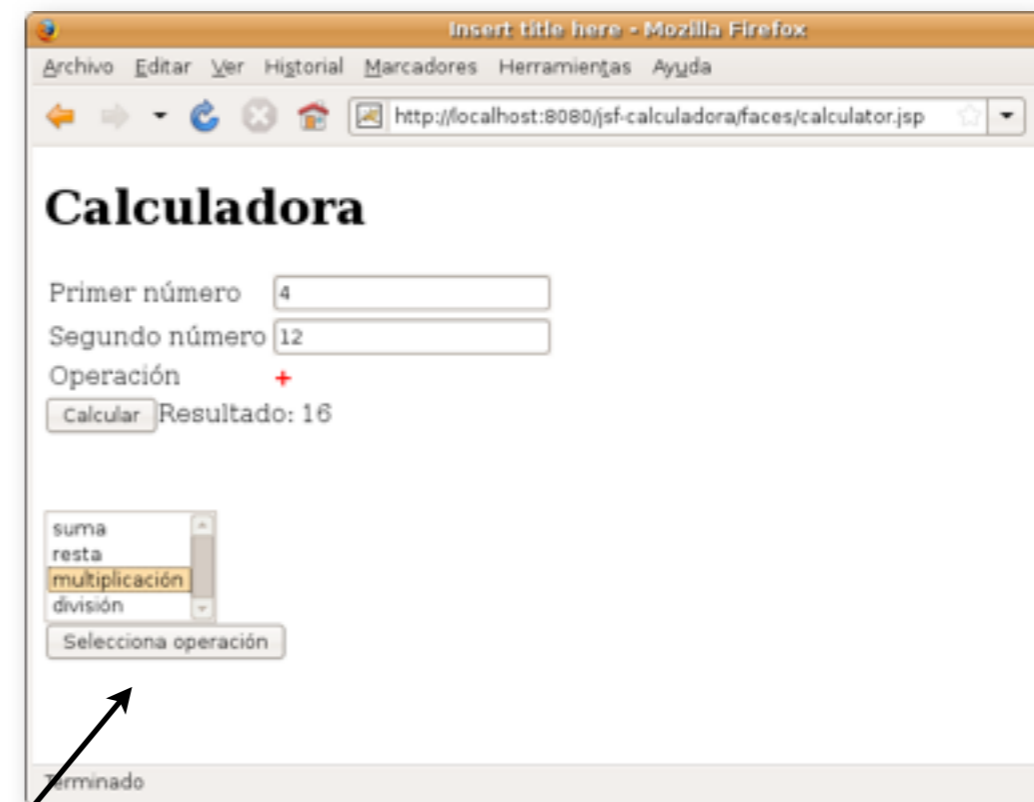 Insert title here - Mozilla Firefox
Archivo Editar Ver Historial Marcadores Herramientas Ayuda
http://localhost:8080/jsf-calculadora/faces/calculator.jsp
Calculadora
Primer número 4
Segundo número 12
Operación +
Calcular Resultado: 16
suma
resta
multiplicación
división
Selecciona operación
Terminado